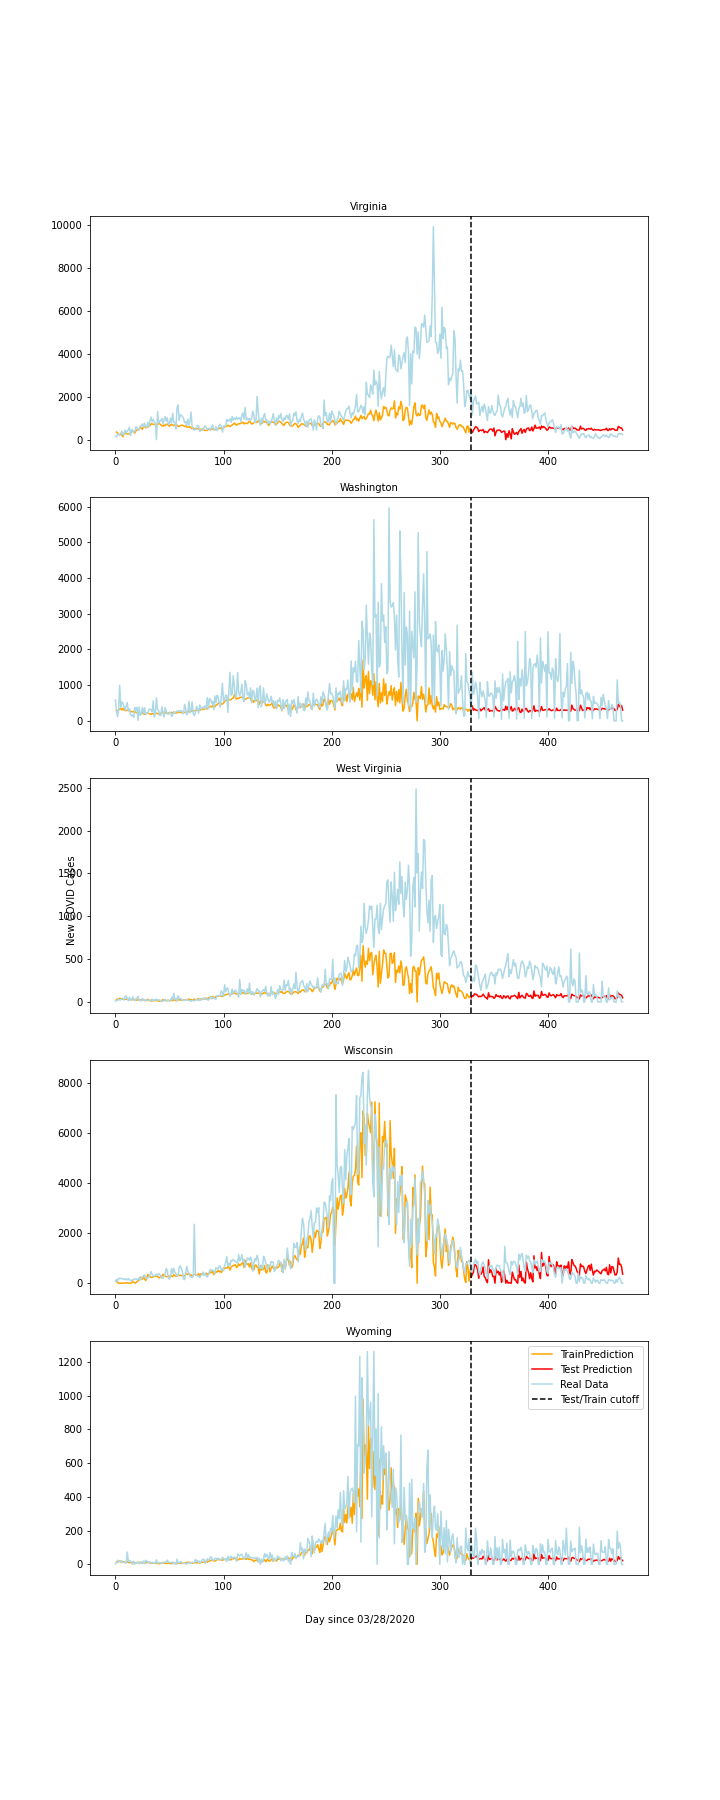 Virginia
10000
8000
6000
4000
2000
0
0 100 200 300 400
Washington
6000
5000
4000
3000
2000
1000
0
0 100 200 300 400
West Virginia
2500
2000
1500
1000
500
0
0 100 200 300 400
New COVID Cases
Wisconsin
8000
6000
4000
2000
0
0 100 200 300 400
Wyoming
1200
1000
800
600
400
200
0
0 100 200 300 400
TrainPrediction
Test Prediction
Real Data
Test/Train cutoff
Day since 03/28/2020